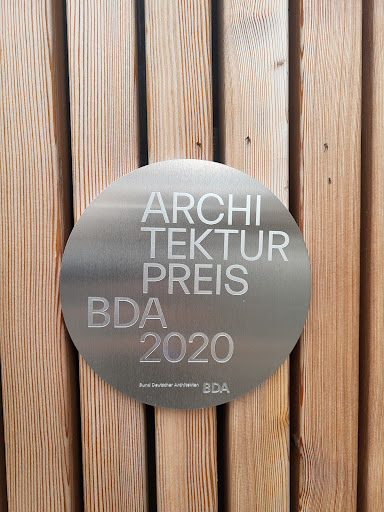 ARCHI
TEKTUR
PREIS
BDA
2020
Bund Deutscher Architekten BDA